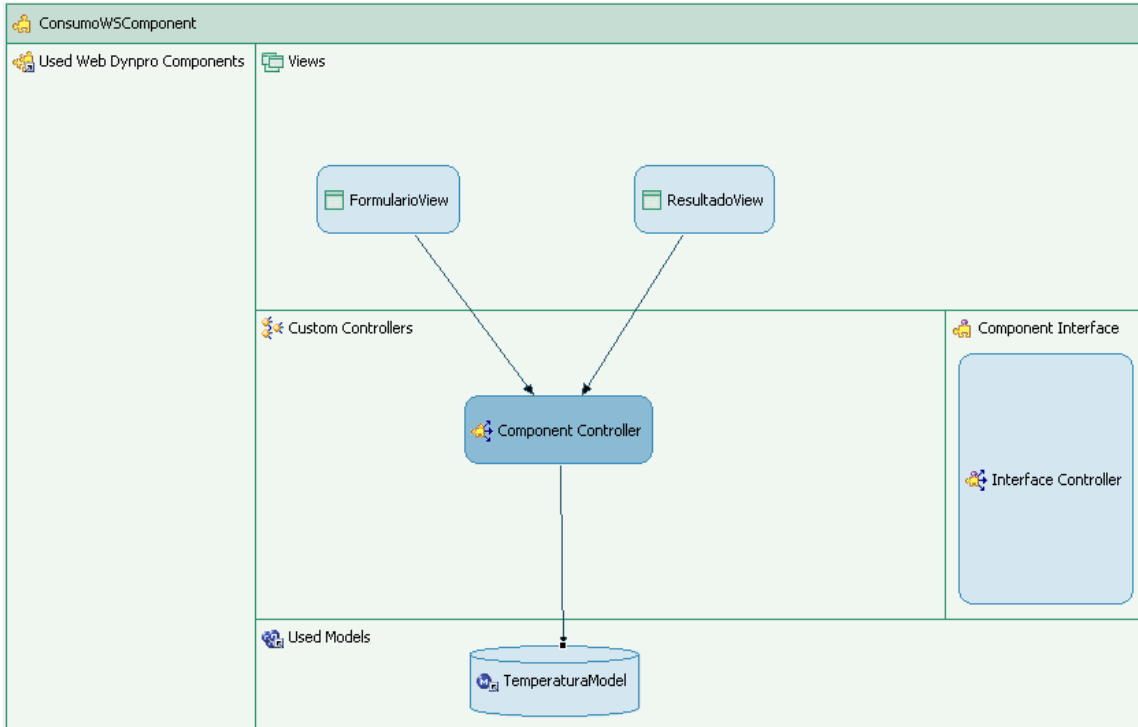 ConsumoWSComponent
Used Web Dynpro Components
Views
FormularioView
ResultadoView
Custom Controllers
Component Interface
Component Controller
Interface Controller
Used Models
TemperaturaModel